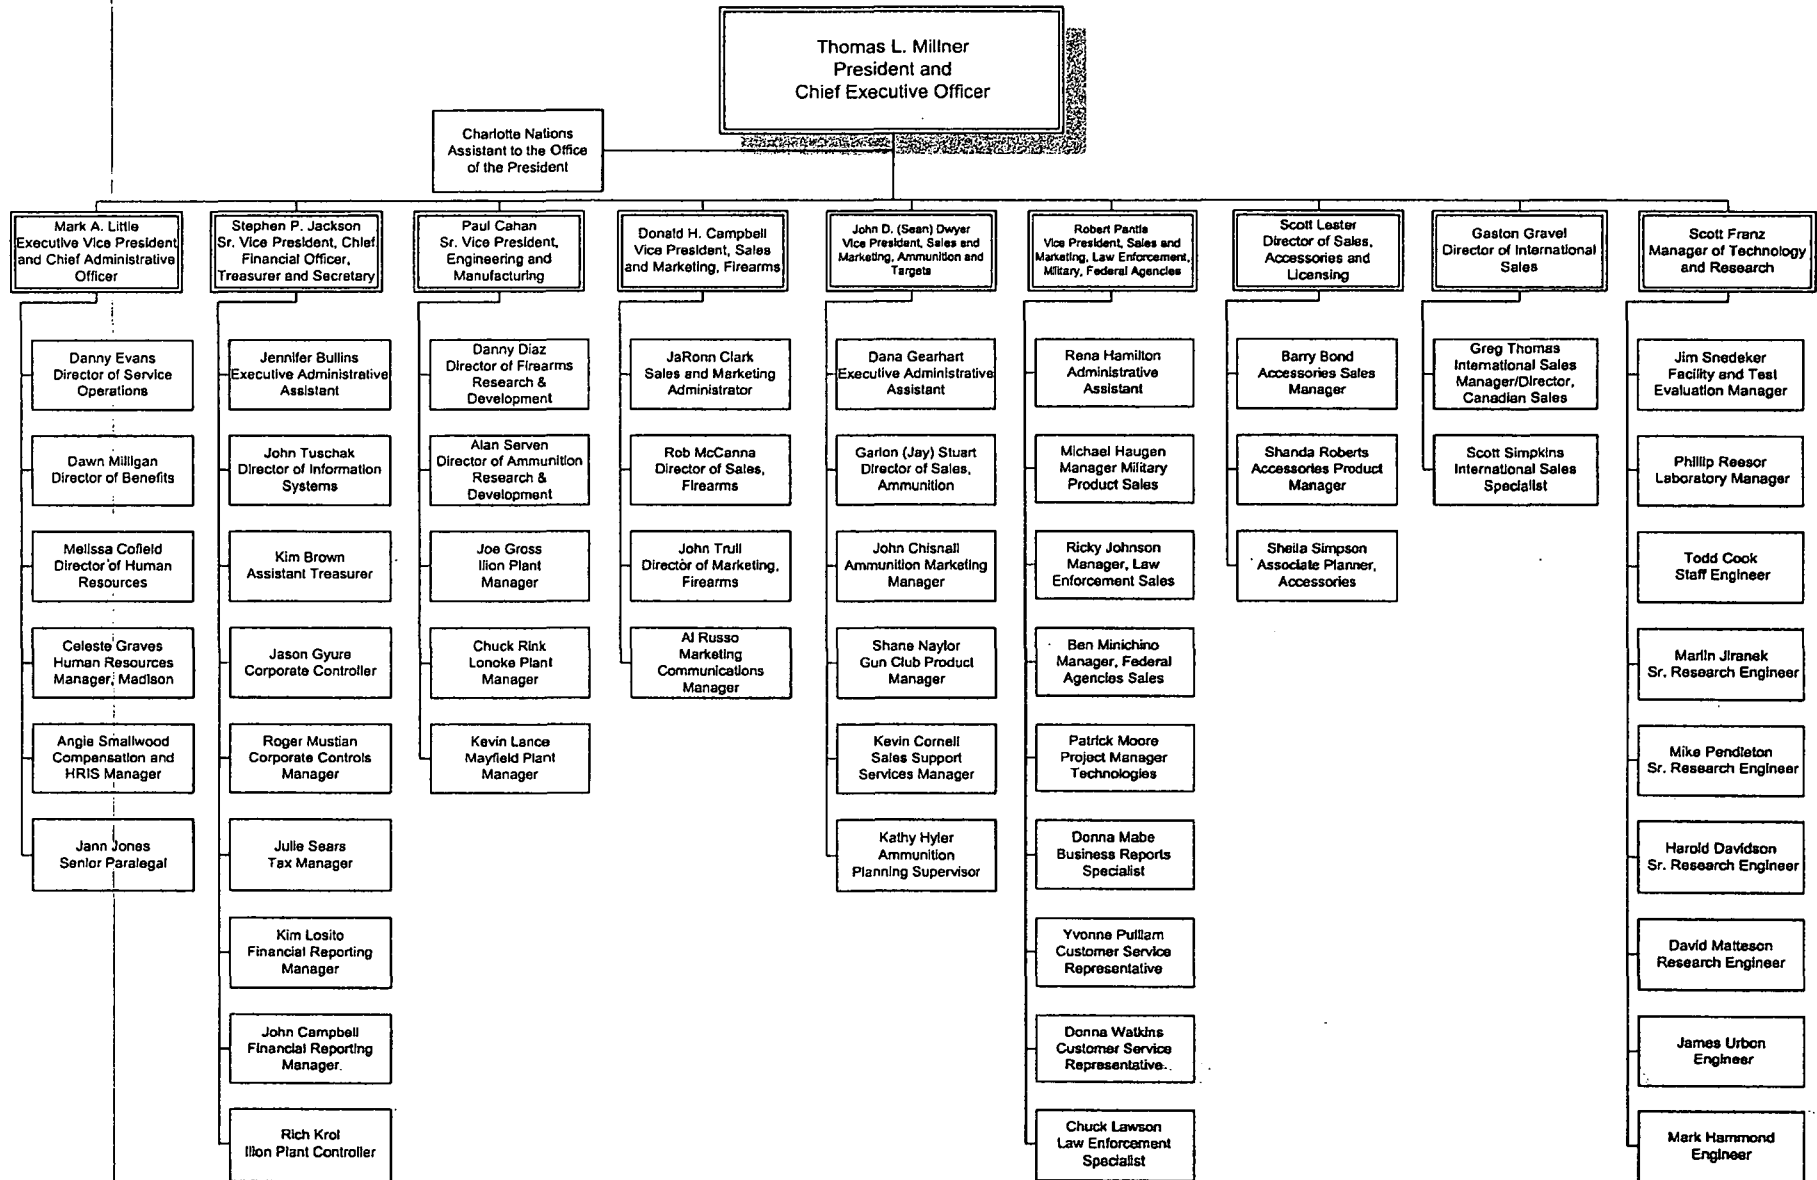 Thomas L. Millner
President and
Chief Executive Officer
Charlotte Nations
Assistant to the Office
of the President
Mark A. Little
Executive Vice President
and Chief Administrative
Officer
Danny Evans
Director of Service
Operations
Dawn Milligan
Director of Benefits
Melissa Cofield
Director of Human
Resources
Celeste Graves
Human Resources
Manager, Madison
Angie Smallwood
Compensation and
HRIS Manager
Jann Jones
Senior Paralegal
Stephen P. Jackson
Sr. Vice President, Chief
Financial Officer,
Treasurer and Secretary
Jennifer Bullins
Executive Administrative
Assistant
John Tuschak
Director of Information
Systems
Kim Brown
Assistant Treasurer
Jason Gyure
Corporate Controller
Roger Mustian
Corporate Controls
Manager
Julie Sears
Tax Manager
Kim Losito
Financial Reporting
Manager
John Campbell
Financial Reporting
Manager
Rich Krol
Ilion Plant Controller
Paul Cahan
Sr. Vice President,
Engineering and
Manufacturing
Danny Diaz
Director of Firearms
Research &
Development
Alan Serven
Director of Ammunition
Research &
Development
Joe Gross
Ilion Plant
Manager
Chuck Rink
Lonoke Plant
Manager
Kevin Lance
Mayfield Plant
Manager
Donald H. Campbell
Vice President, Sales
and Marketing, Firearms
JaRonn Clark
Sales and Marketing
Administrator
Rob McCanna
Director of Sales,
Firearms
John Trull
Director of Marketing,
Firearms
Al Russo
Marketing
Communications
Manager
John D. (Sean) Dwyer
Vice President, Sales and
Marketing, Ammunition and
Targets
Dana Gearhart
Executive Administrative
Assistant
Garlon (Jay) Stuart
Director of Sales,
Ammunition
John Chisnall
Ammunition Marketing
Manager
Shane Naylor
Gun Club Product
Manager
Kevin Cornell
Sales Support
Services Manager
Kathy Hyler
Ammunition
Planning Supervisor
Robert Pantle
Vice President, Sales and
Marketing, Law Enforcement,
Military, Federal Agencies
Rena Hamilton
Administrative
Assistant
Michael Haugen
Manager Military
Product Sales
Ricky Johnson
Manager, Law
Enforcement Sales
Ben Minichino
Manager, Federal
Agencies Sales
Patrick Moore
Project Manager
Technologies
Donna Mabe
Business Reports
Specialist
Yvonne Pulliam
Customer Service
Representative
Donna Watkins
Customer Service
Representative
Chuck Lawson
Law Enforcement
Specialist
Scott Lester
Director of Sales,
Accessories and
Licensing
Barry Bond
Accessories Sales
Manager
Shanda Roberts
Accessories Product
Manager
Sheila Simpson
Associate Planner,
Accessories
Gaston Gravel
Director of International
Sales
Greg Thomas
International Sales
Manager/Director,
Canadian Sales
Scott Simpkins
International Sales
Specialist
Scott Franz
Manager of Technology
and Research
Jim Snedeker
Facility and Test
Evaluation Manager
Phillip Reesor
Laboratory Manager
Todd Cook
Staff Engineer
Marlin Jiranek
Sr. Research Engineer
Mike Pendleton
Sr. Research Engineer
Harold Davidson
Sr. Research Engineer
David Matteson
Research Engineer
James Urbon
Engineer
Mark Hammond
Engineer